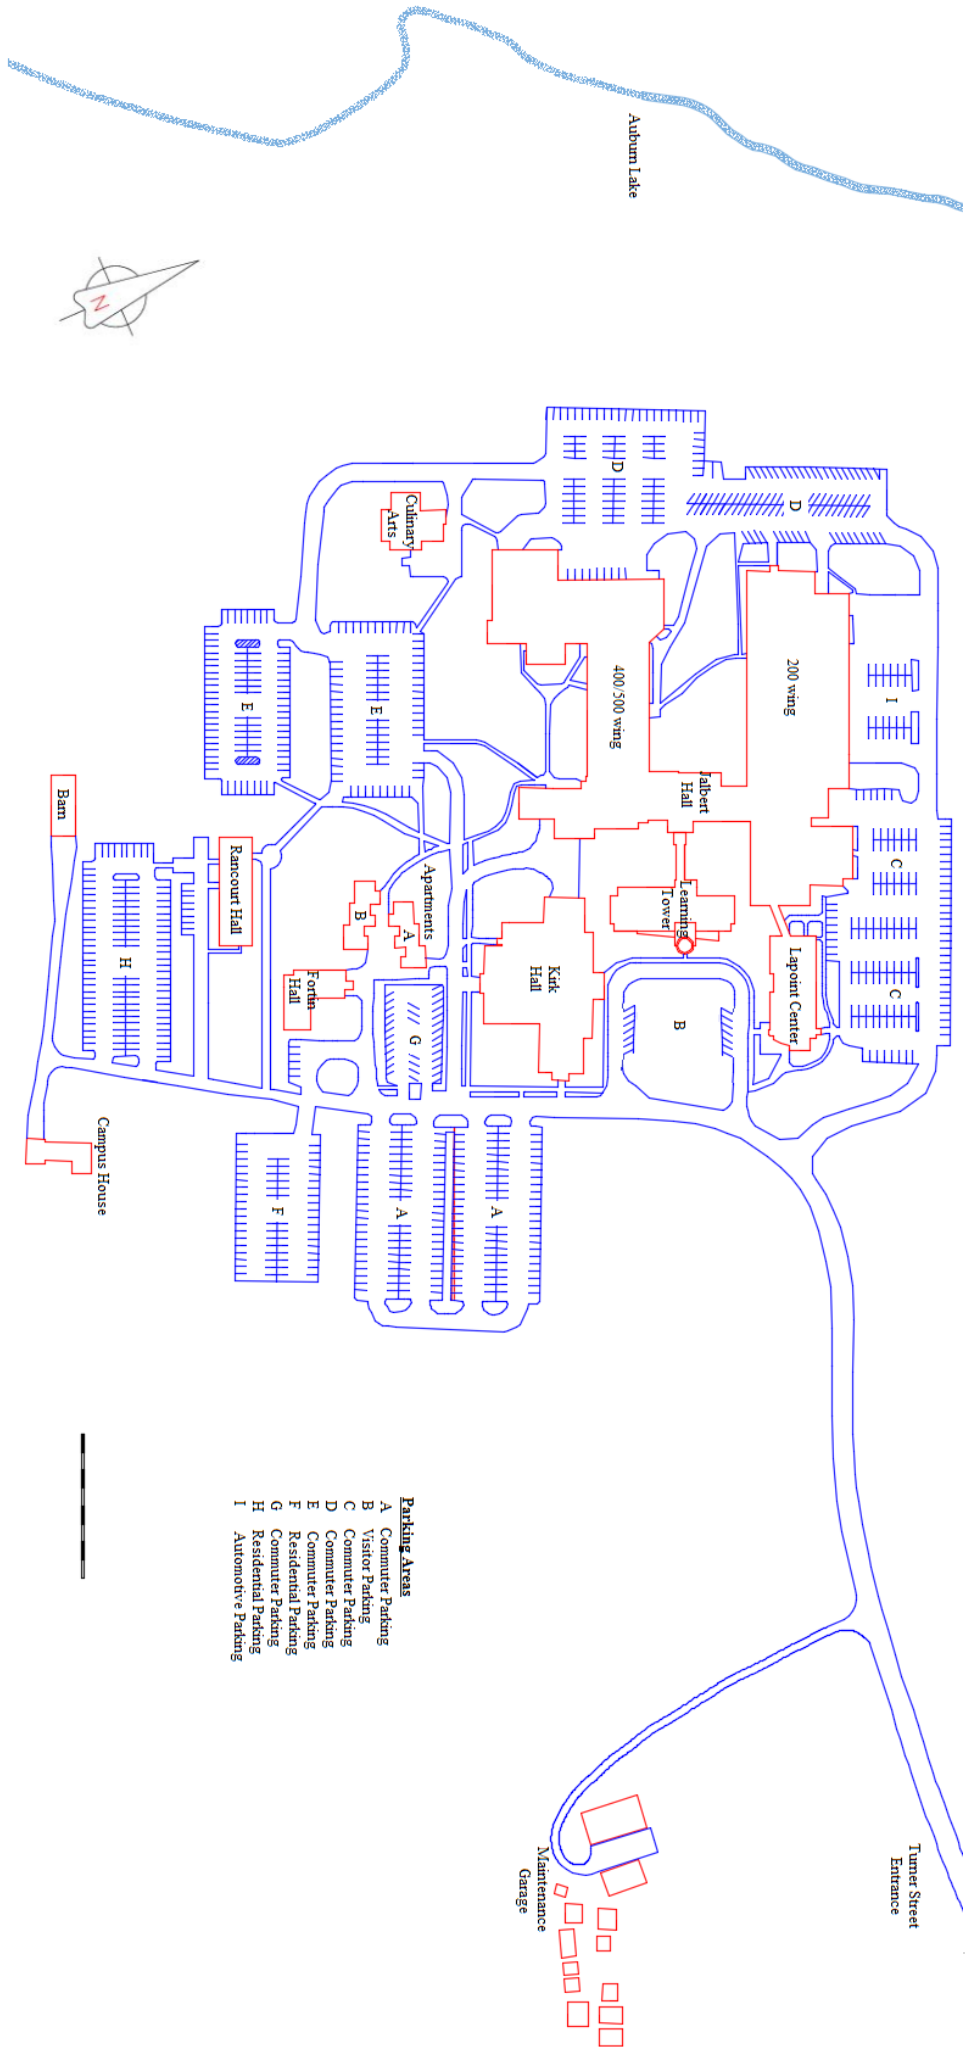 Auburn Lake
N
D
D
Culinary
Arts
400/500 wing
200 wing
I
E
E
Jalbert
Hall
Barn
Rancourt Hall
Apartments
B
A
Learning
Tower
C
Lapoint Center
C
H
Fortin
Hall
Kirk
Hall
B
G
Campus House
F
A
A
Parking Areas
A Commuter Parking
B Visitor Parking
C Commuter Parking
D Commuter Parking
E Commuter Parking
F Residential Parking
G Commuter Parking
H Residential Parking
I Automotive Parking
Maintenance
Garage
Turner Street
Entrance